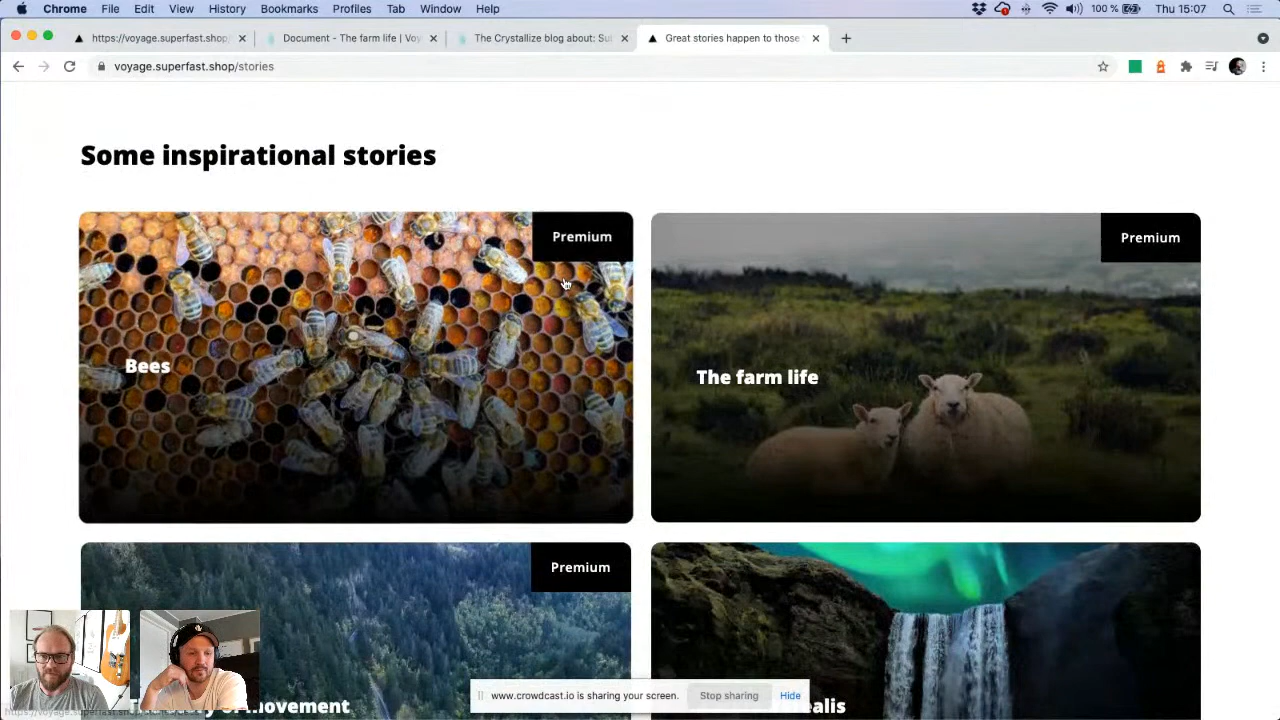 Chrome File Edit View History Bookmarks Profiles Tab Window Help 100 % Thu 15:07
https://voyage.superfast.shop Document - The farm life | Voy The Crystallize blog about: Su Great stories happen to those
voyage.superfast.shop/stories
Some inspirational stories
Premium
Premium
Bees
The farm life
Premium
of movement
www.crowdcast.io is sharing your screen. Stop sharing Hide